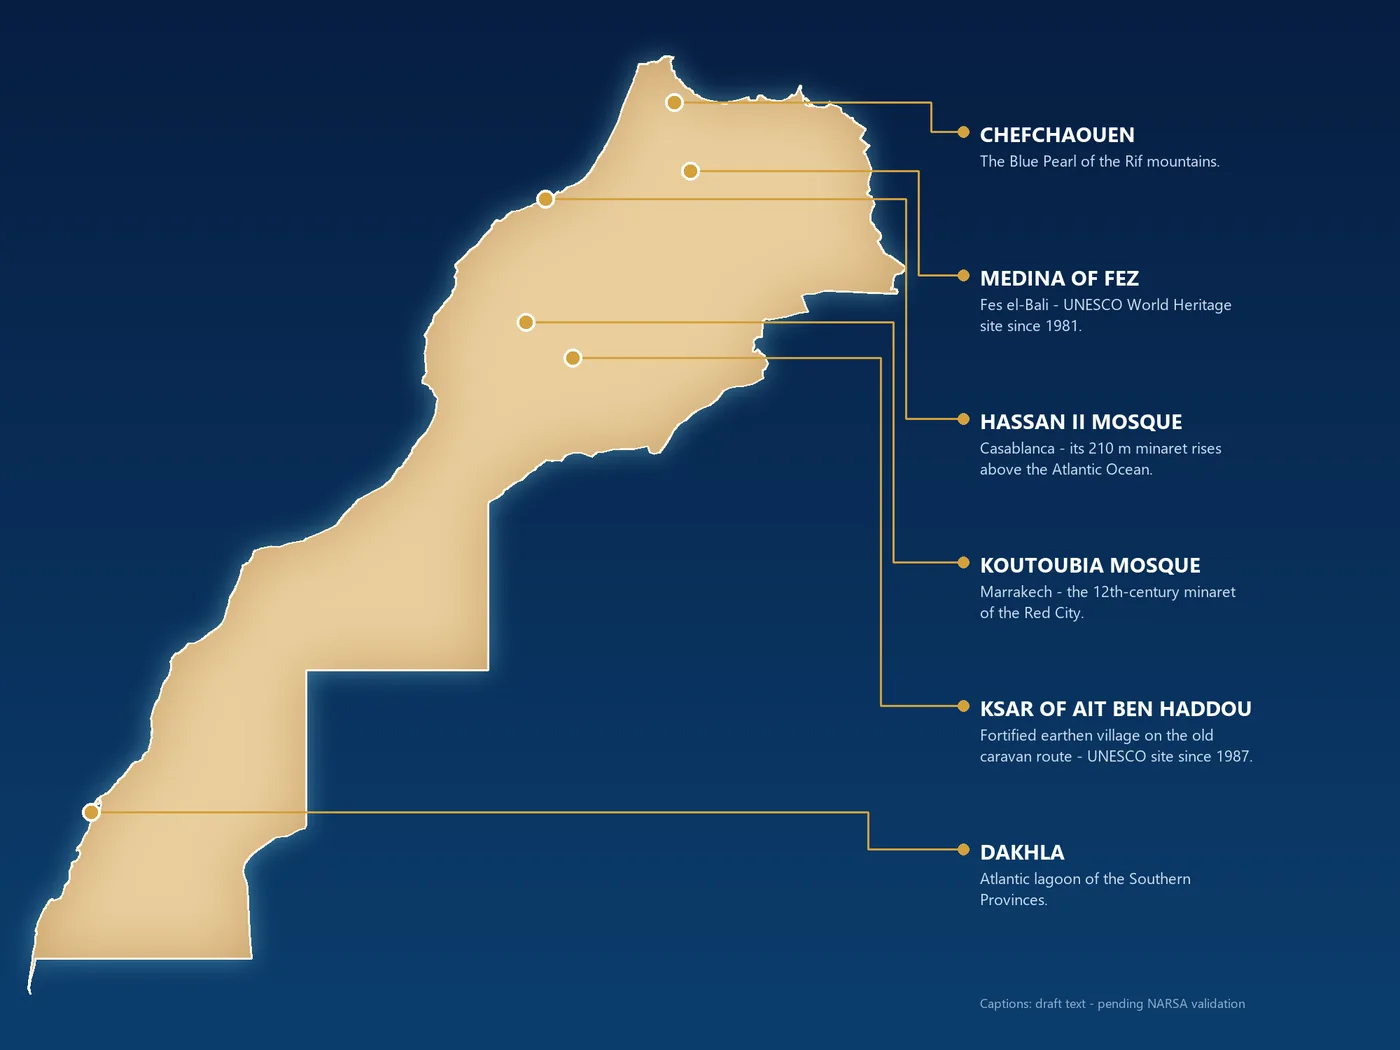 CHEFCHAOUEN
The Blue Pearl of the Rif mountains.
MEDINA OF FEZ
Fes el-Bali - UNESCO World Heritage
site since 1981.
HASSAN II MOSQUE
Casablanca - its 210 m minaret rises
above the Atlantic Ocean.
KOUTOUBIA MOSQUE
Marrakech - the 12th-century minaret
of the Red City.
KSAR OF AIT BEN HADDOU
Fortified earthen village on the old
caravan route - UNESCO site since 1987.
DAKHLA
Atlantic lagoon of the Southern
Provinces.
Captions: draft text - pending NARSA validation